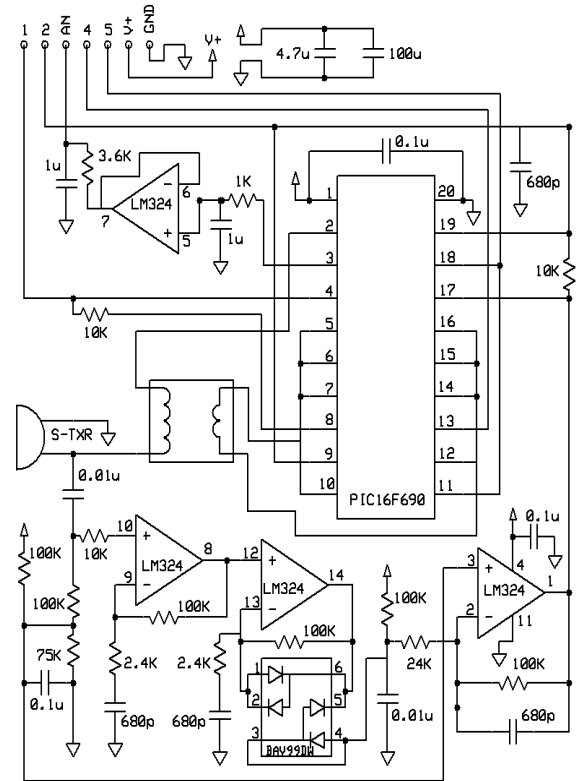 1 2 AN 4 5 V+ GND
V+
4.7u 100u
0.1u
3.6K
1u
LM324
6
7
5
1K
1u
680p
1 20
2 19
3 18
4 17
5 16
6 15
7 14
8 13
9 12
10 11
PIC16F690
10K
10K
S-TXR
0.01u
100K
10K
10
9
8
LM324
100K
12
13
14
LM324
100K
100K
75K
0.1u
2.4K
680p
2.4K
680p
1 6
2 5
3 4
BAV99DW
100K
24K
0.01u
0.1u
3
4
2
1
11
LM324
100K
680p